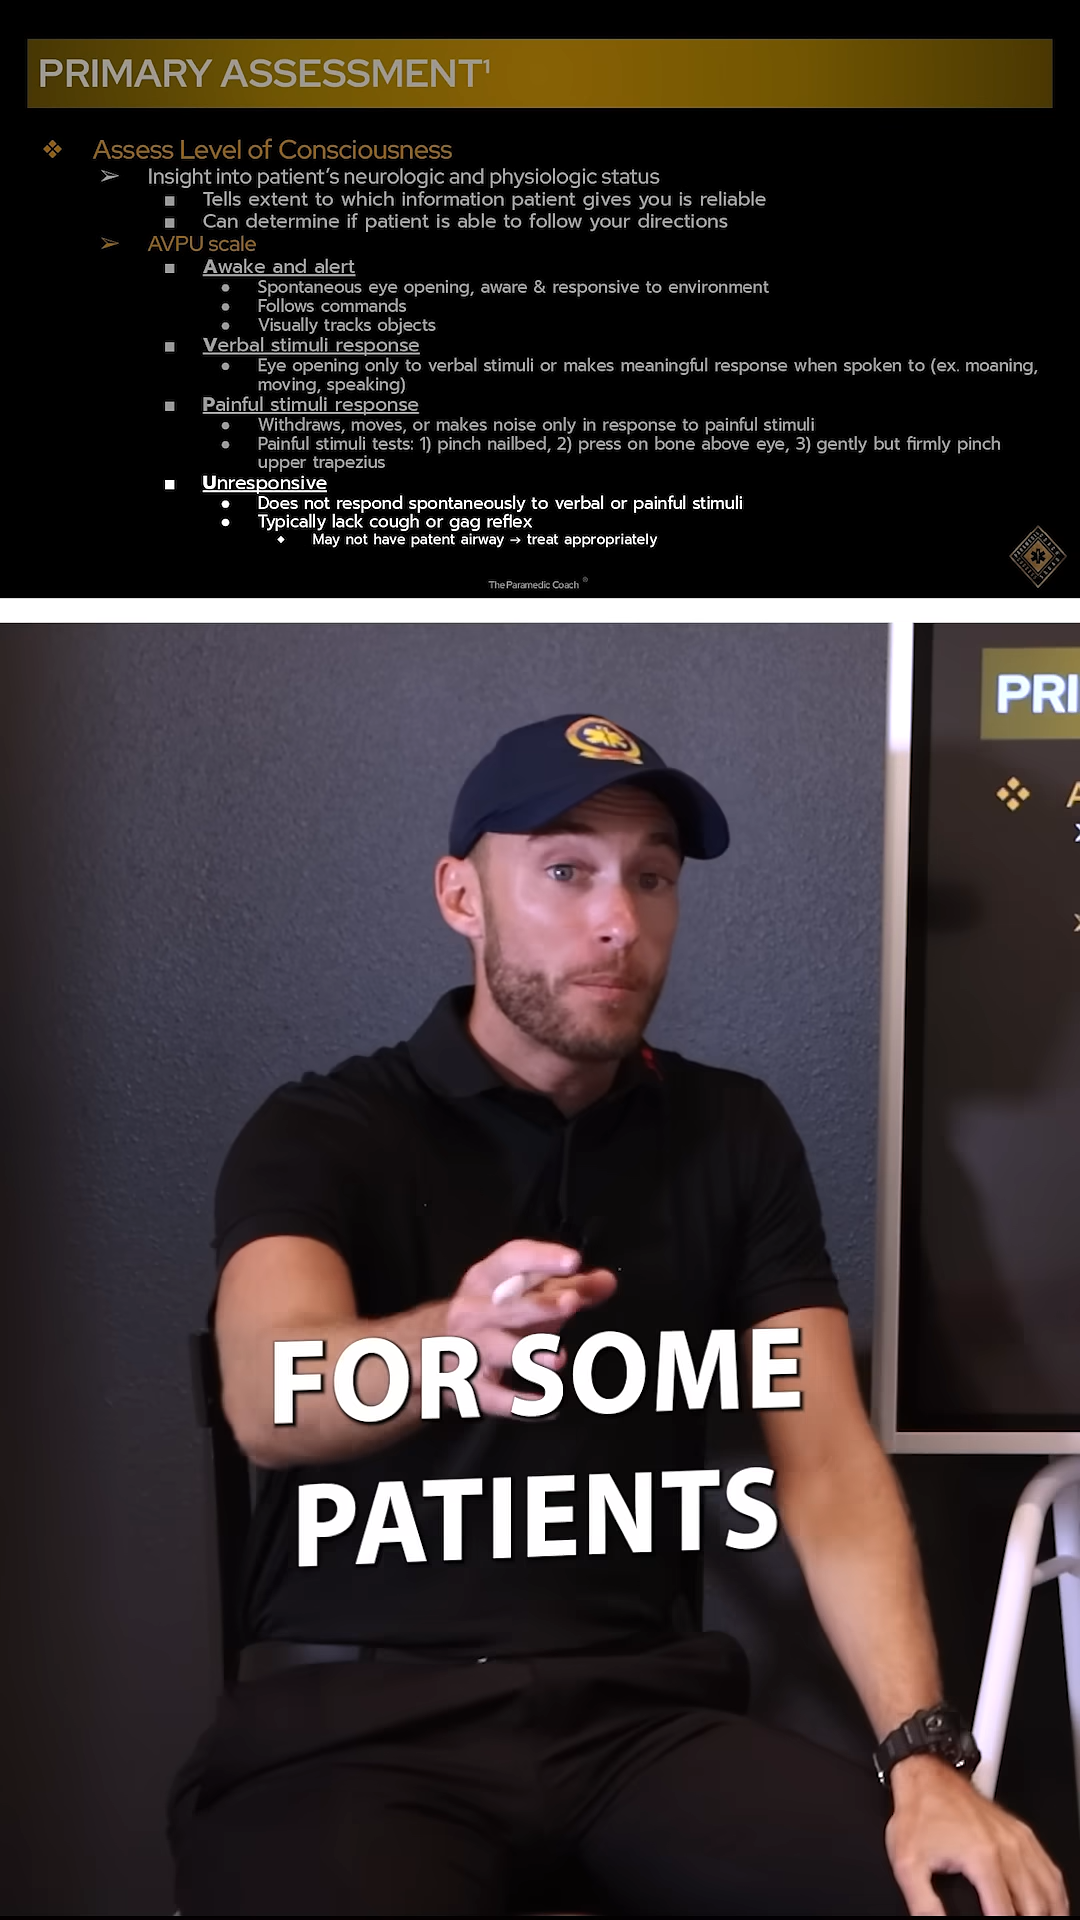 PRIMARY ASSESSMENT¹
❖ Assess Level of Consciousness
➢ Insight into patient's neurologic and physiologic status
■ Tells extent to which information patient gives you is reliable
■ Can determine if patient is able to follow your directions
➢ AVPU scale
■ Awake and alert
● Spontaneous eye opening, aware & responsive to environment
● Follows commands
● Visually tracks objects
■ Verbal stimuli response
● Eye opening only to verbal stimuli or makes meaningful response when spoken to (ex. moaning,
moving, speaking)
■ Painful stimuli response
● Withdraws, moves, or makes noise only in response to painful stimuli
● Painful stimuli tests: 1) pinch nailbed, 2) press on bone above eye, 3) gently but firmly pinch
upper trapezius
■ Unresponsive
● Does not respond spontaneously to verbal or painful stimuli
● Typically lack cough or gag reflex
◆ May not have patent airway → treat appropriately
The Paramedic Coach ®
PRI
❖ A
FOR SOME
PATIENTS